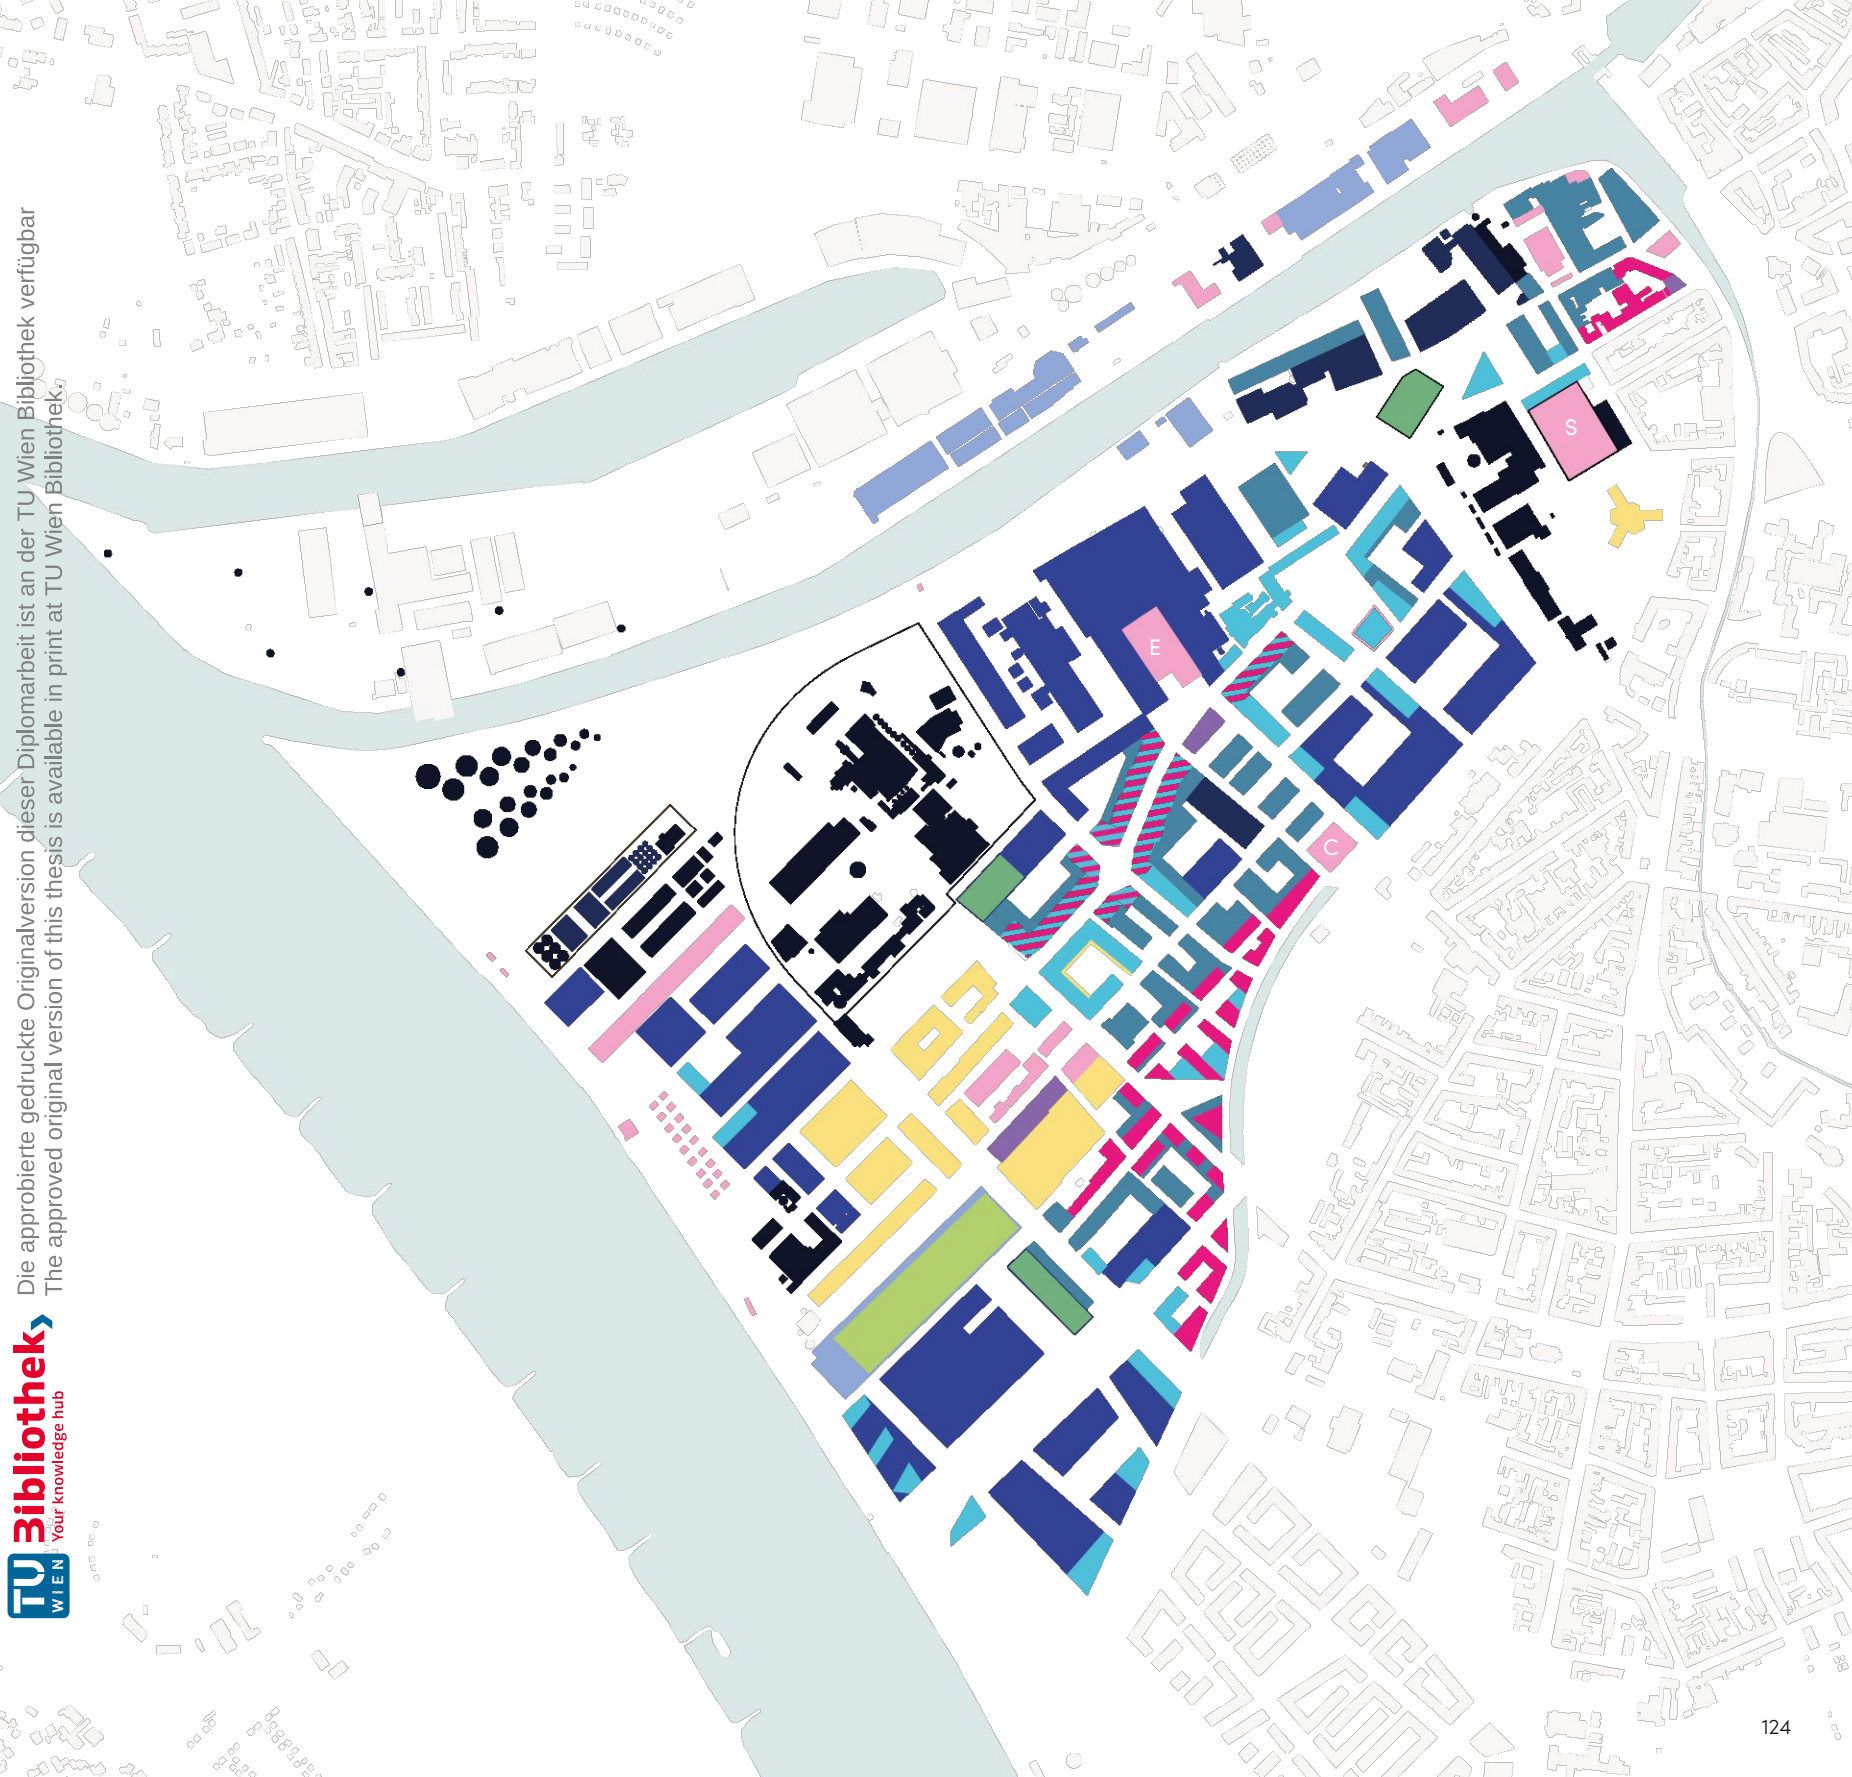 Die approbierte gedruckte Originalversion dieser Diplomarbeit ist an der TU Wien Bibliothek verfügbar
The approved original version of this thesis is available in print at TU Wien Bibliothek.
TU Bibliothek
WIEN Your knowledge hub
S
E
C
124